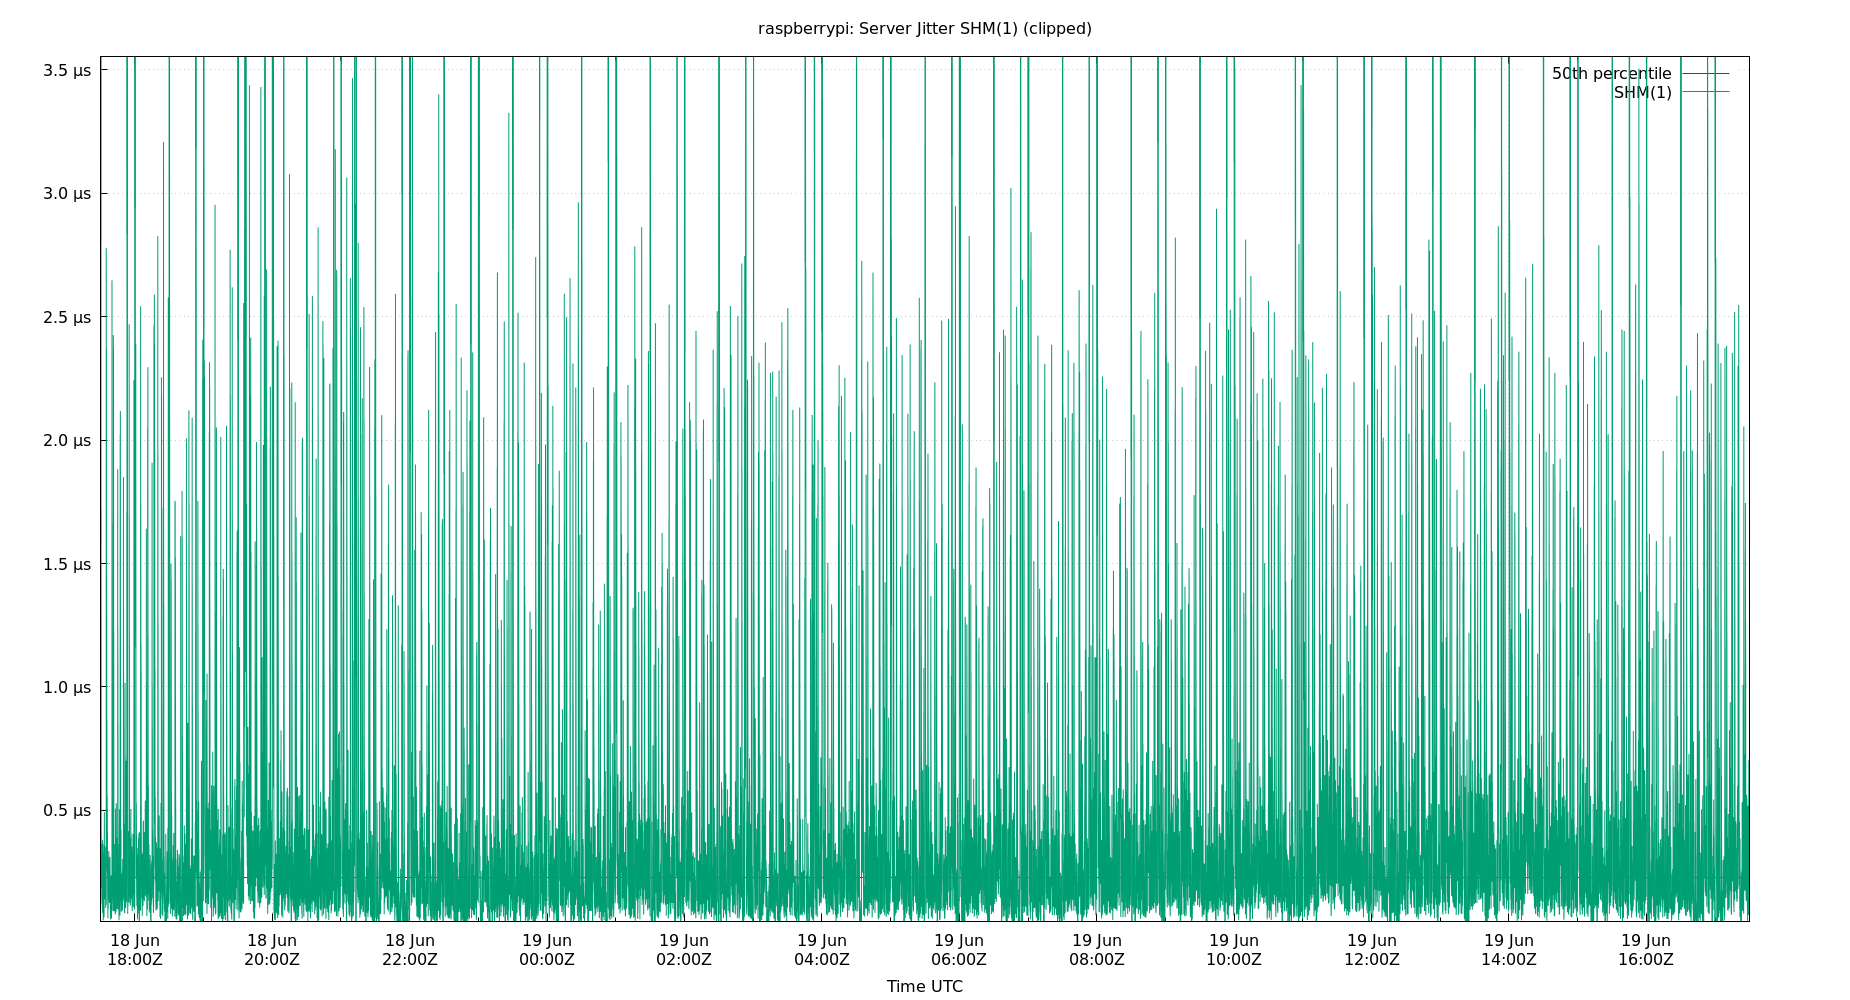 raspberrypi: Server Jitter SHM(1) (clipped)
3.5 μs
50th percentile
SHM(1)
3.0 μs
2.5 μs
2.0 μs
1.5 μs
1.0 μs
0.5 μs
18 Jun 18 Jun 18 Jun 19 Jun 19 Jun 19 Jun 19 Jun 19 Jun 19 Jun 19 Jun 19 Jun 19 Jun
18:00Z 20:00Z 22:00Z 00:00Z 02:00Z 04:00Z 06:00Z 08:00Z 10:00Z 12:00Z 14:00Z 16:00Z
Time UTC